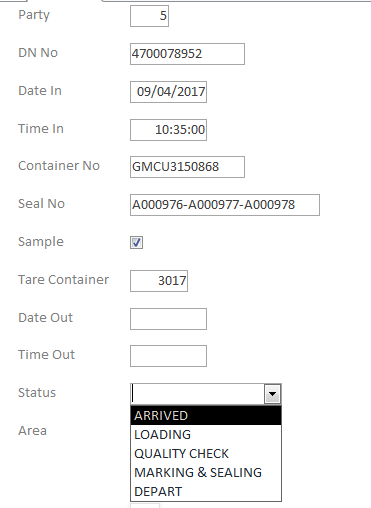 Party 5
DN No 4700078952
Date In 09/04/2017
Time In 10:35:00
Container No GMCU3150868
Seal No A000976-A000977-A000978
Sample
Tare Container 3017
Date Out
Time Out
Status
ARRIVED
Area
LOADING
QUALITY CHECK
MARKING & SEALING
DEPART